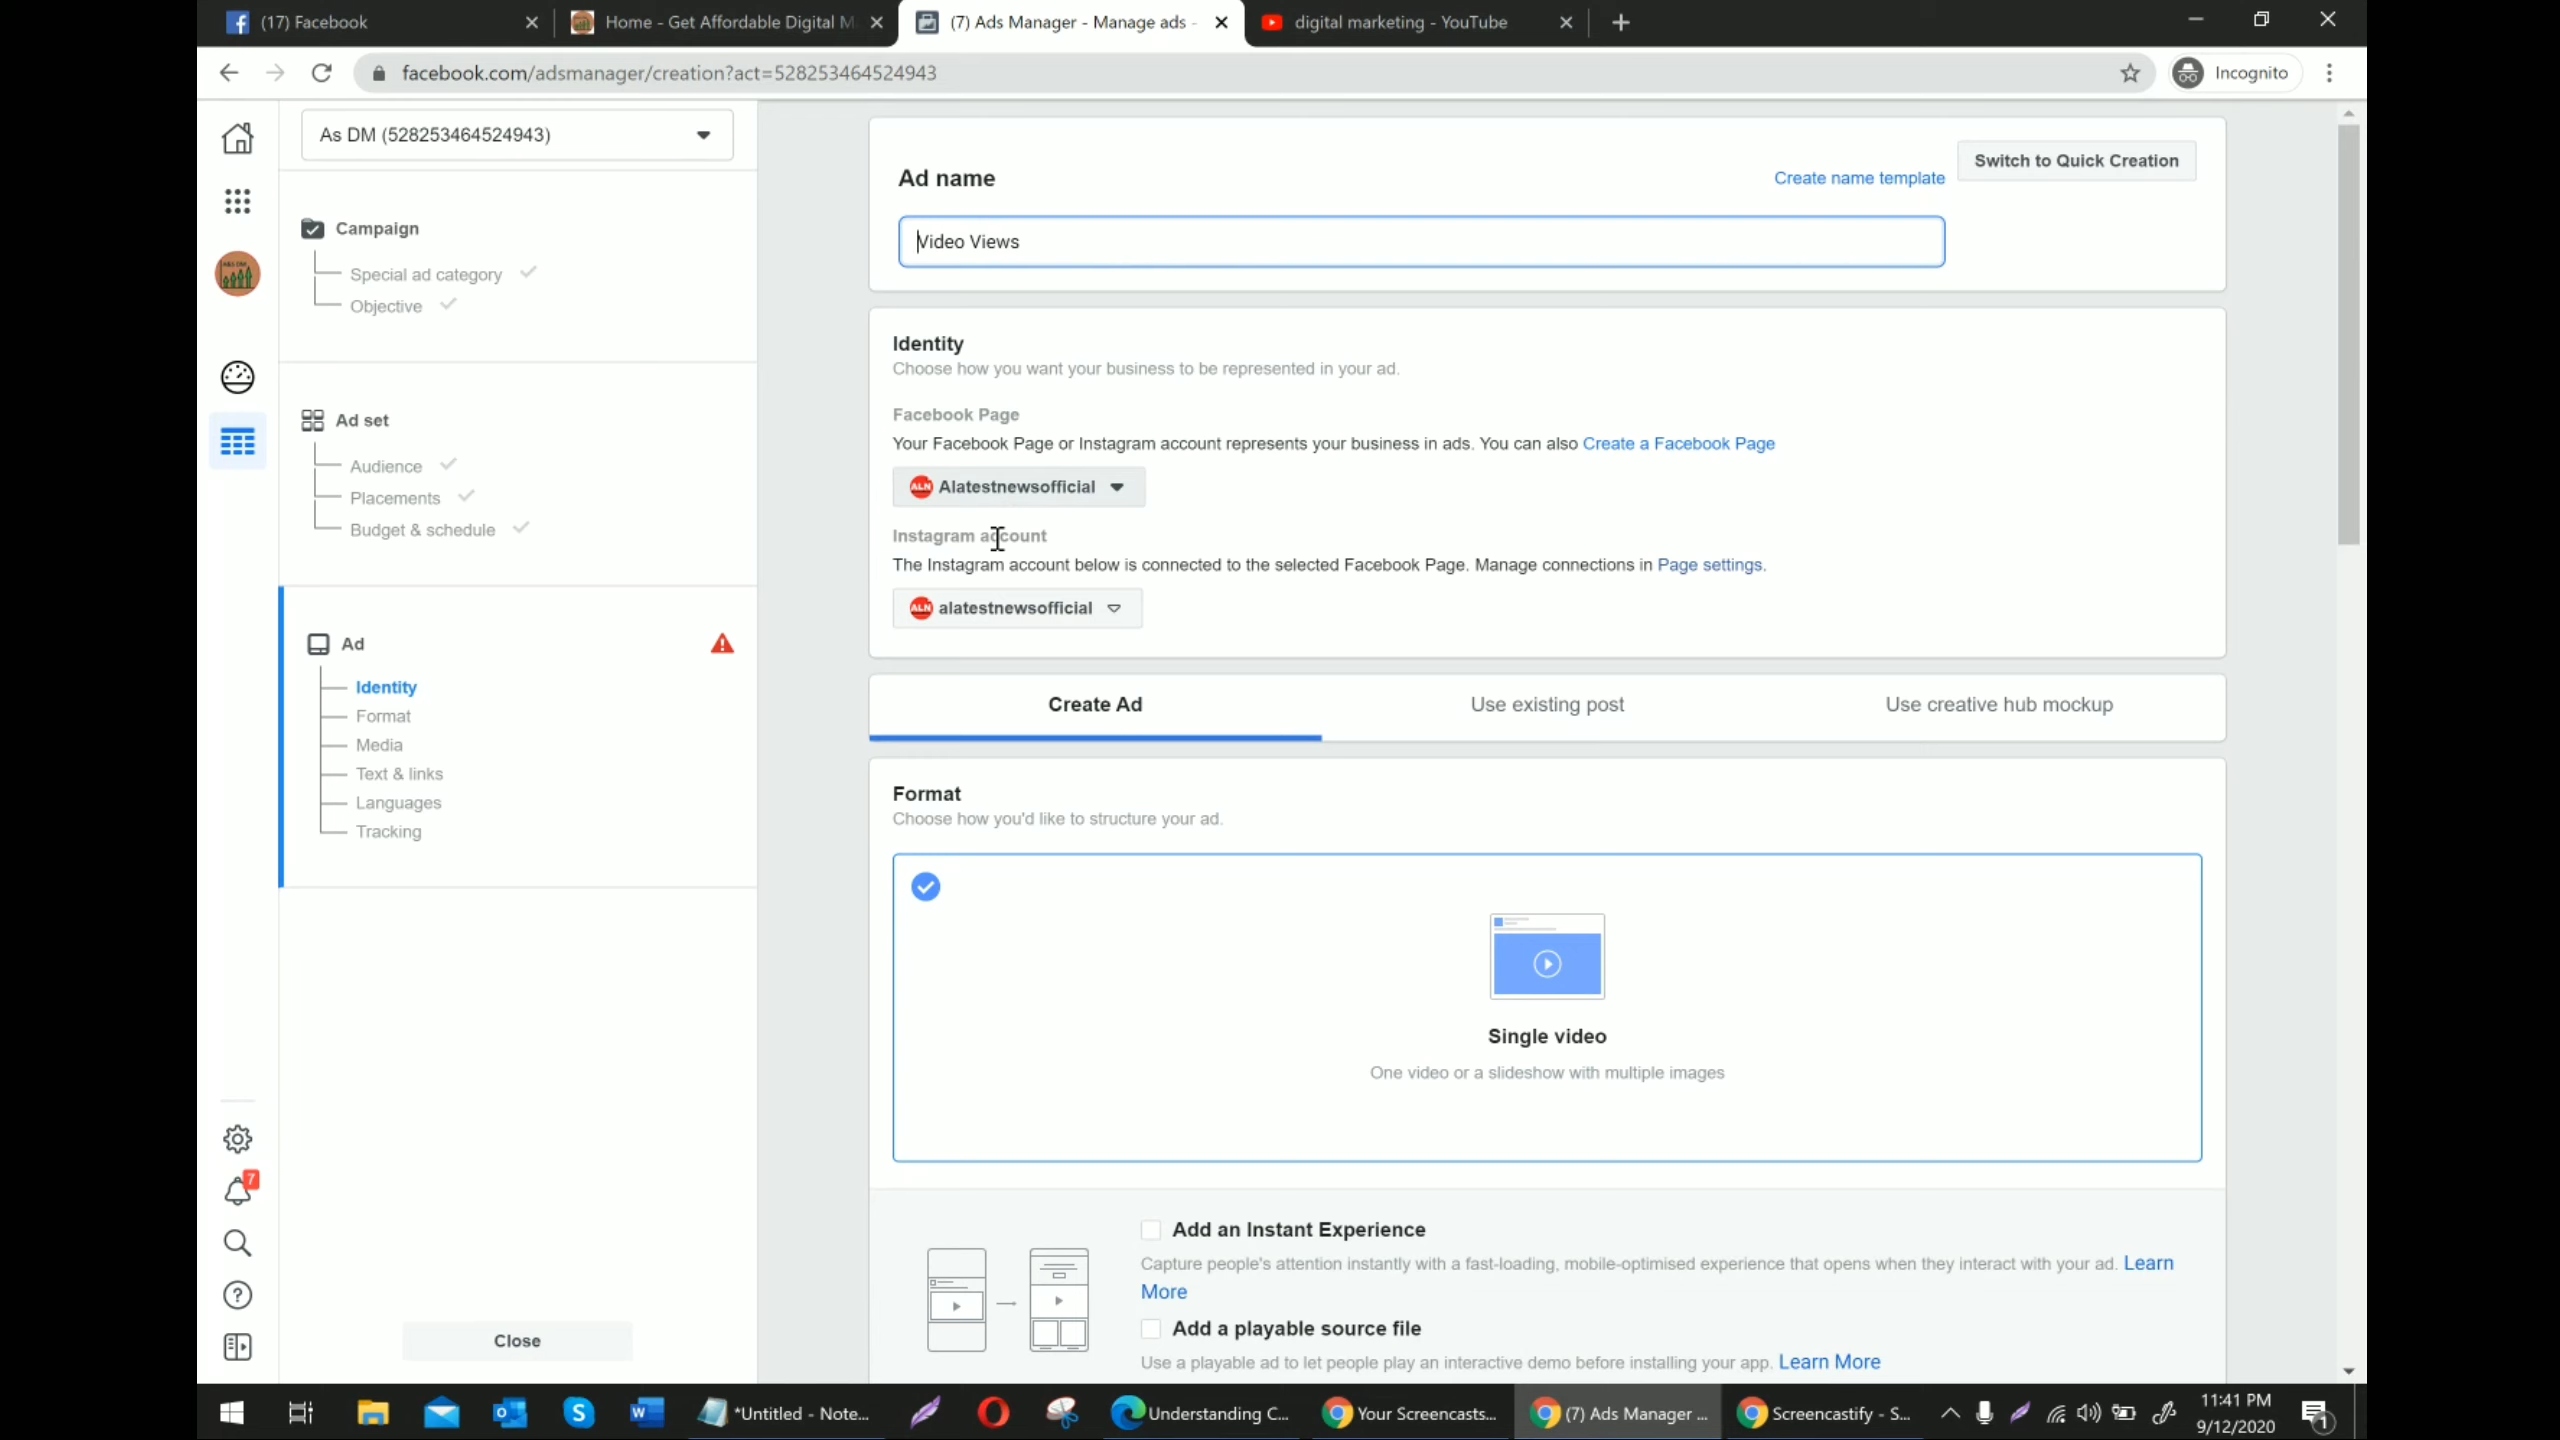 (17) Facebook
Home - Get Affordable Digital M
(7) Ads Manager - Manage ads -
digital marketing - YouTube
facebook.com/adsmanager/creation?act=528253464524943
Incognito
As DM (528253464524943)
Campaign
Special ad category
Objective
Ad set
Audience
Placements
Budget & schedule
Ad
Identity
Format
Media
Text & links
Languages
Tracking
7
Close
Ad name
Create name template
Switch to Quick Creation
Video Views
Identity
Choose how you want your business to be represented in your ad.
Facebook Page
Your Facebook Page or Instagram account represents your business in ads. You can also Create a Facebook Page
ALN Alatestnewsofficial
Instagram account
The Instagram account below is connected to the selected Facebook Page. Manage connections in Page settings.
ALN alatestnewsofficial
Create Ad
Use existing post
Use creative hub mockup
Format
Choose how you'd like to structure your ad.
Single video
One video or a slideshow with multiple images
Add an Instant Experience
Capture people's attention instantly with a fast-loading, mobile-optimised experience that opens when they interact with your ad. Learn
More
Add a playable source file
Use a playable ad to let people play an interactive demo before installing your app. Learn More
*Untitled - Note...
Understanding C...
Your Screencasts...
(7) Ads Manager ...
Screencastify - S...
11:41 PM
9/12/2020
1